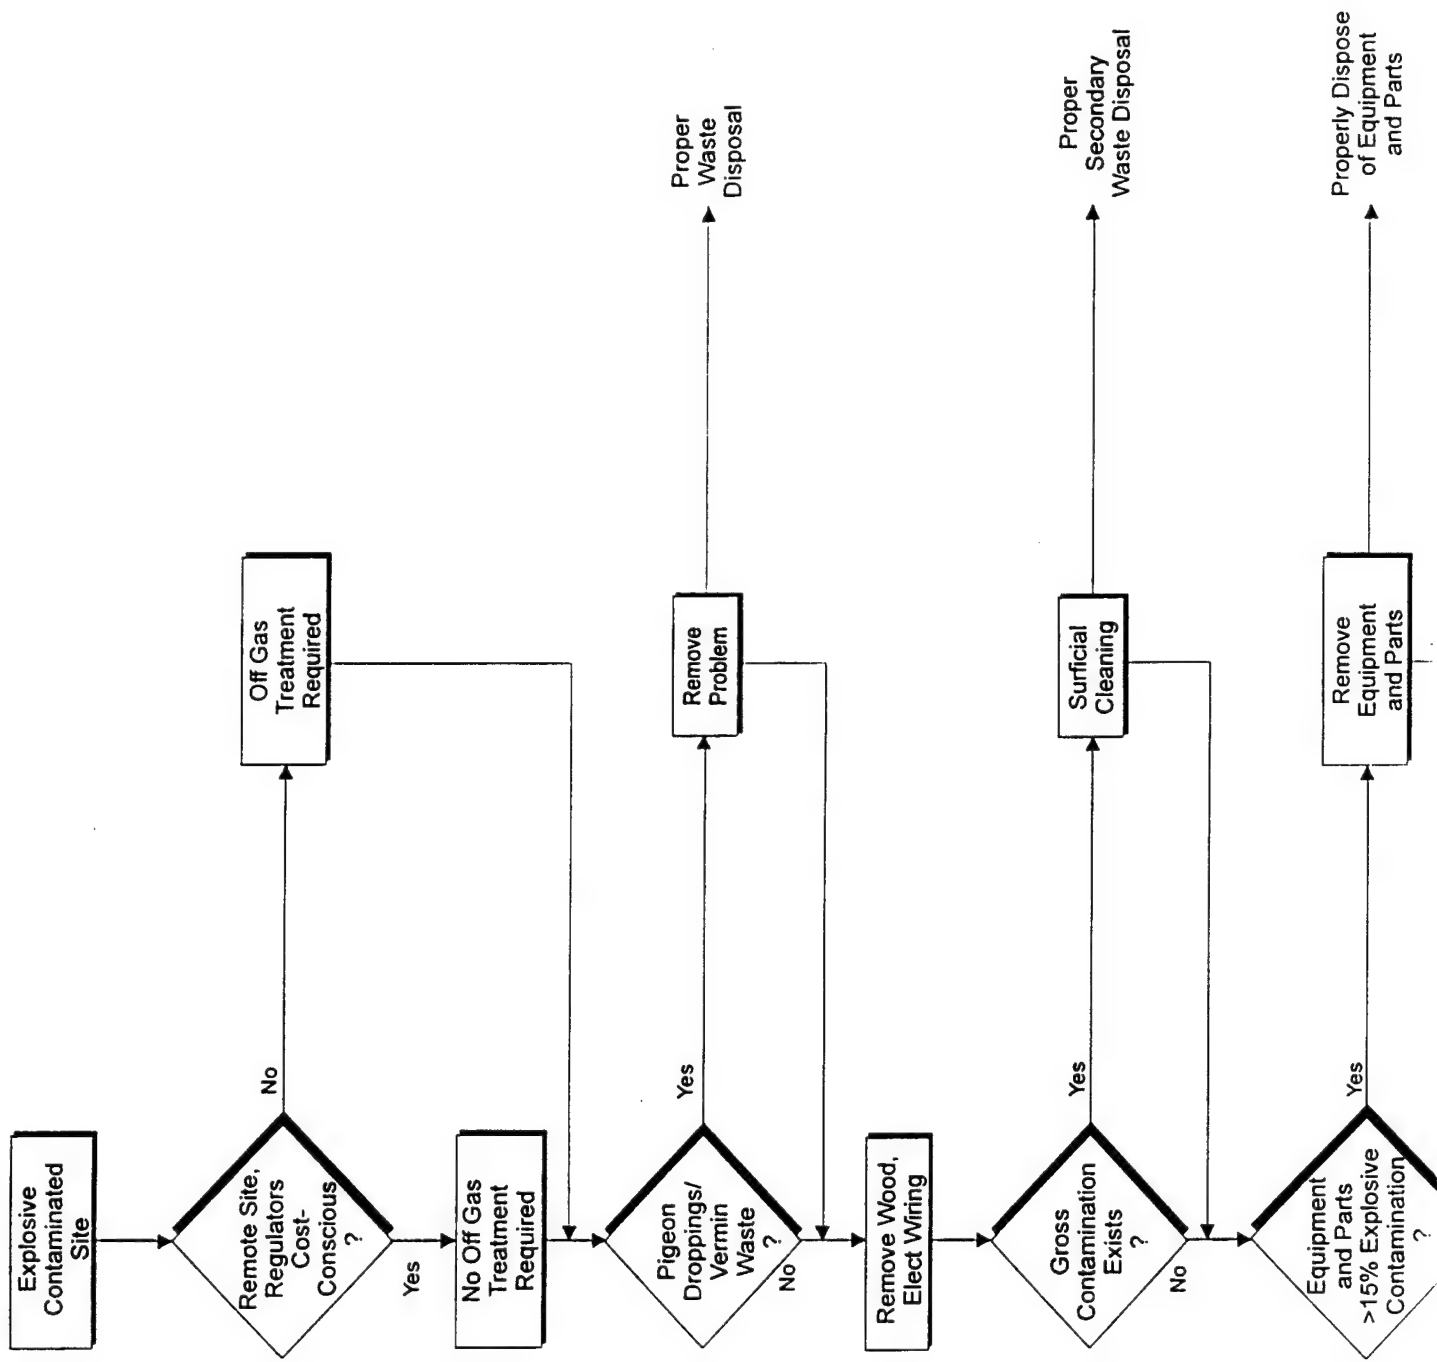 Explosive
Contaminated
Site
Remote Site,
Regulators
Cost-
Conscious
?
No
Off Gas
Treatment
Required
Yes
No Off Gas
Treatment
Required
Pigeon
Droppings/
Vermin
Waste
?
Yes
Remove
Problem
Proper
Waste
Disposal
No
Remove Wood,
Elect Wiring
Gross
Contamination
Exists
?
Yes
Surficial
Cleaning
Proper
Secondary
Waste Disposal
No
Equipment
and Parts
>15% Explosive
Contamination
?
Yes
Remove
Equipment
and Parts
Properly Dispose
of Equipment
and Parts